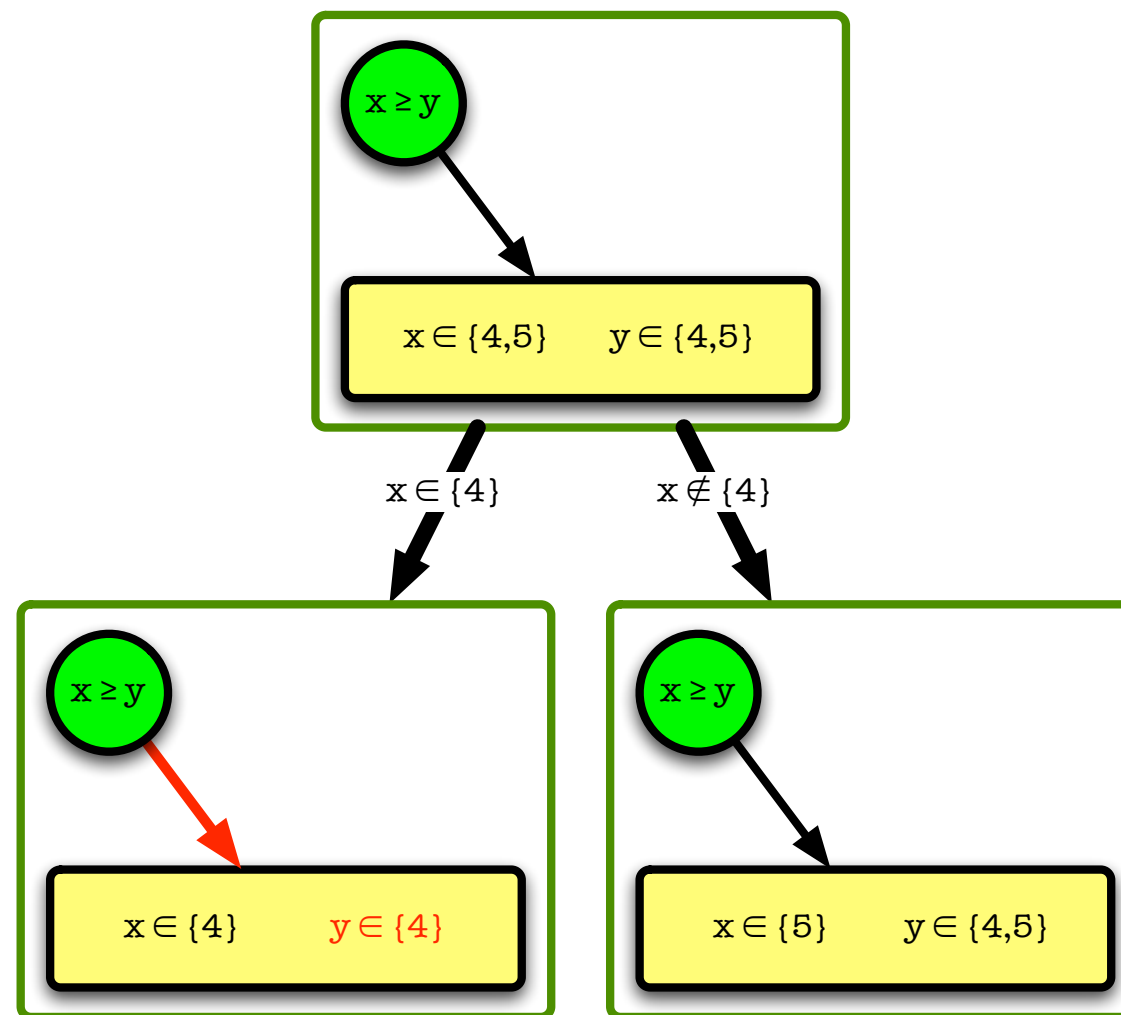 x ≥ y
x ∈ {4,5} y ∈ {4,5}
x ∈ {4} x ∉ {4}
x ≥ y x ≥ y
x ∈ {4} y ∈ {4} x ∈ {5} y ∈ {4,5}